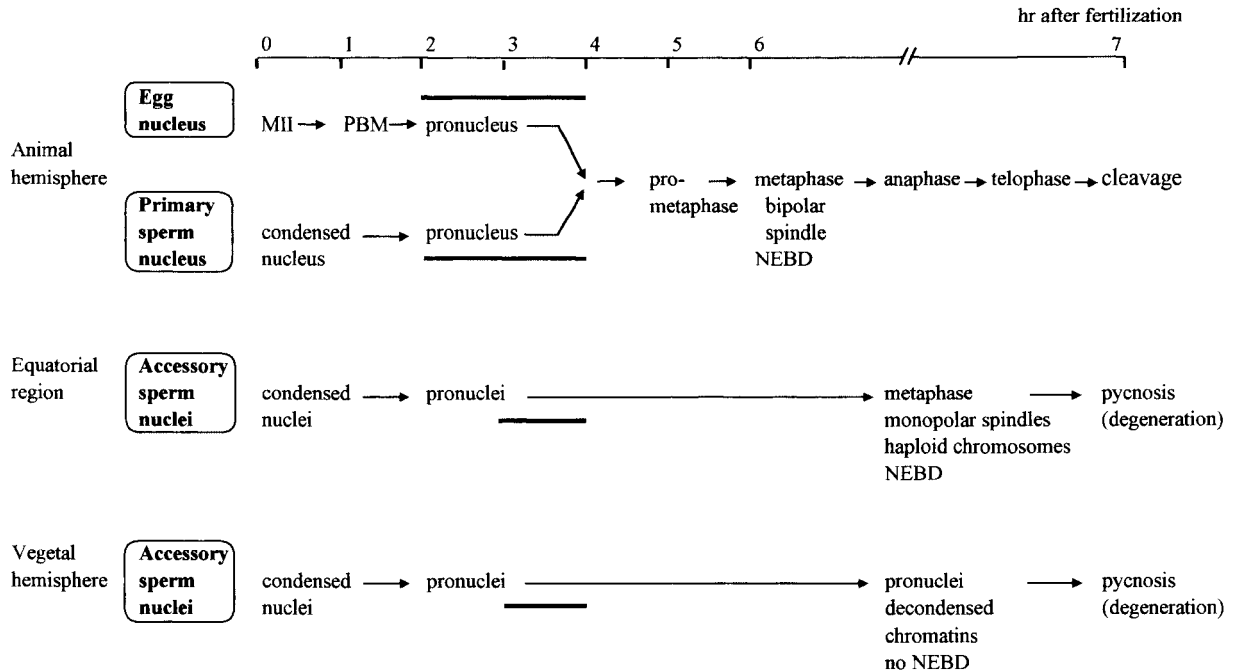 hr after fertilization
0 1 2 3 4 5 6 7
Egg
nucleus
MII PBM pronucleus
Animal
hemisphere
pro-
metaphase
metaphase
bipolar
spindle
NEBD
anaphase telophase cleavage
Primary
sperm
nucleus
condensed
nucleus
pronucleus
Equatorial
region
Accessory
sperm
nuclei
condensed
nuclei
pronuclei
metaphase
monopolar spindles
haploid chromosomes
NEBD
pycnosis
(degeneration)
Vegetal
hemisphere
Accessory
sperm
nuclei
condensed
nuclei
pronuclei
pronuclei
decondensed
chromatins
no NEBD
pycnosis
(degeneration)